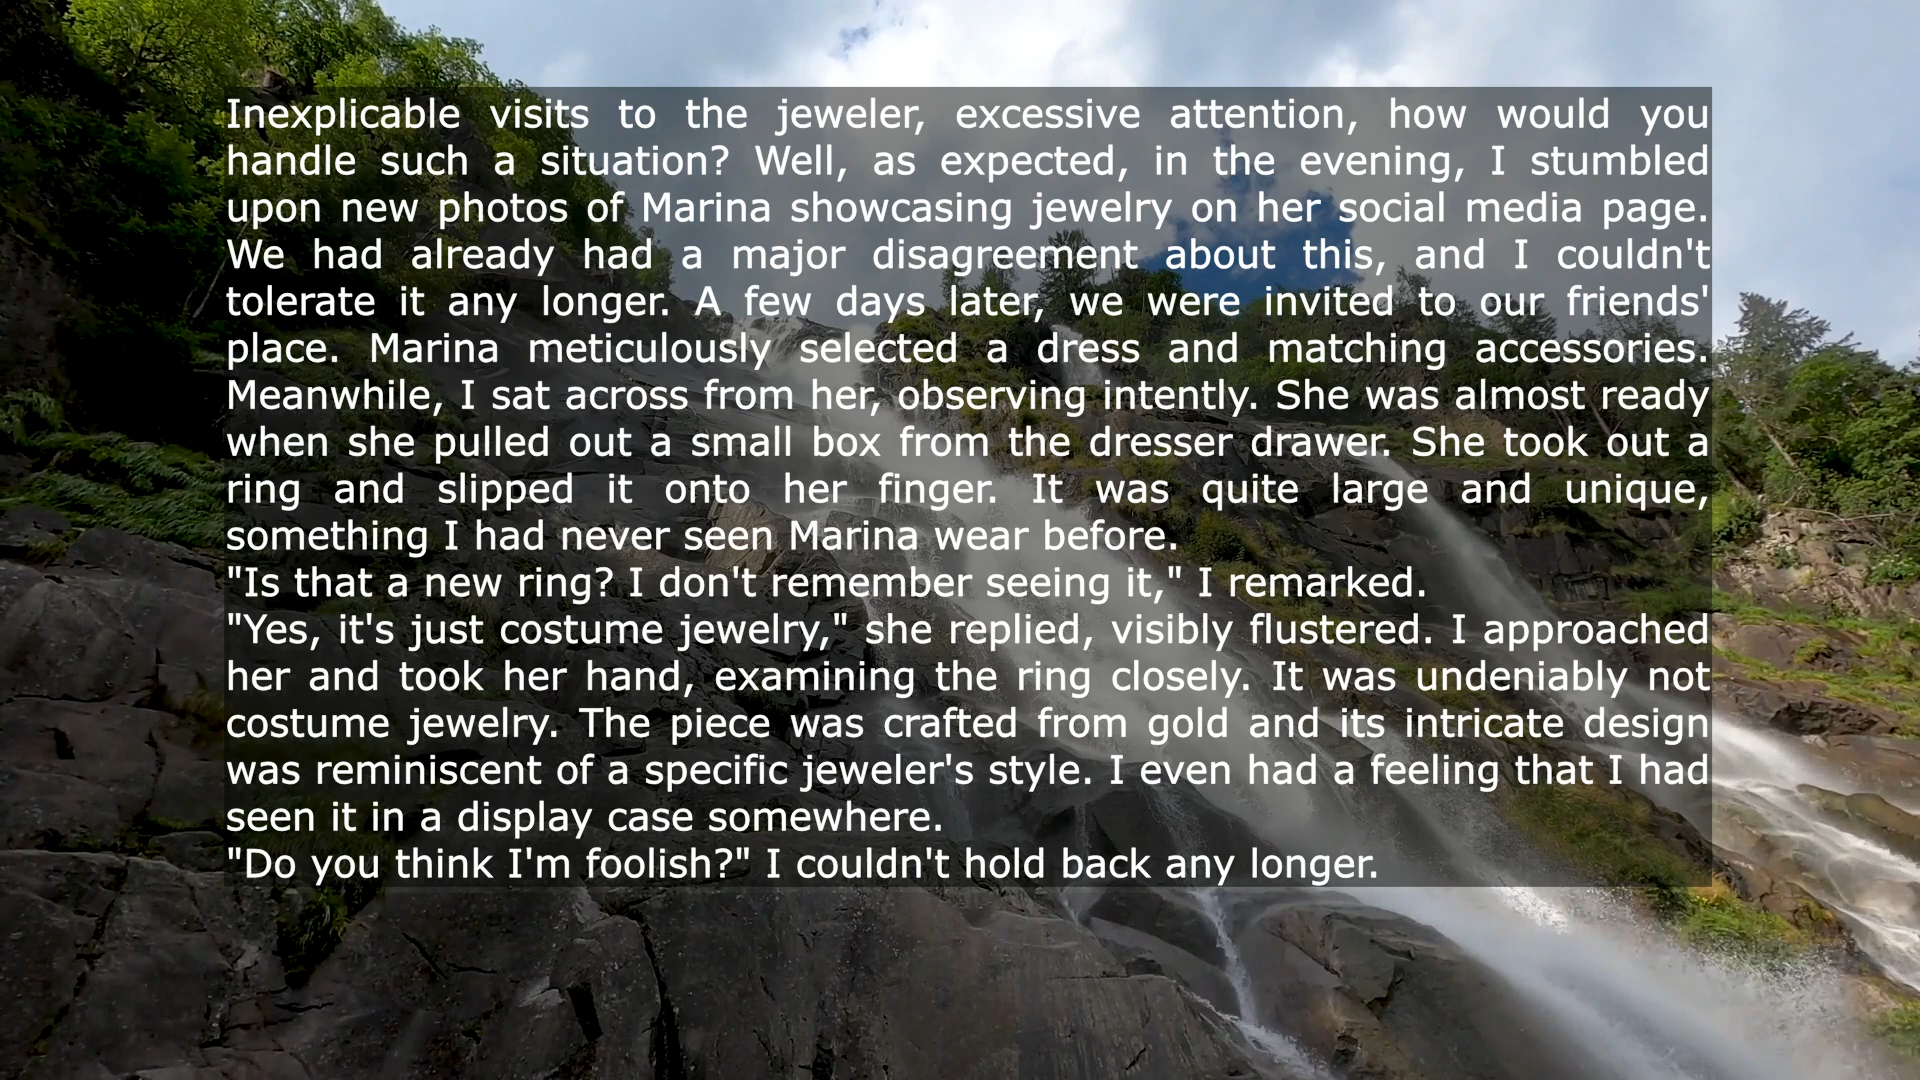 Inexplicable visits to the jeweler, excessive attention, how would you
handle such a situation? Well, as expected, in the evening, I stumbled
upon new photos of Marina showcasing jewelry on her social media page.
We had already had a major disagreement about this, and I couldn't
tolerate it any longer. A few days later, we were invited to our friends'
place. Marina meticulously selected a dress and matching accessories.
Meanwhile, I sat across from her, observing intently. She was almost ready
when she pulled out a small box from the dresser drawer. She took out a
ring and slipped it onto her finger. It was quite large and unique,
something I had never seen Marina wear before.
"Is that a new ring? I don't remember seeing it," I remarked.
"Yes, it's just costume jewelry," she replied, visibly flustered. I approached
her and took her hand, examining the ring closely. It was undeniably not
costume jewelry. The piece was crafted from gold and its intricate design
was reminiscent of a specific jeweler's style. I even had a feeling that I had
seen it in a display case somewhere.
"Do you think I'm foolish?" I couldn't hold back any longer.